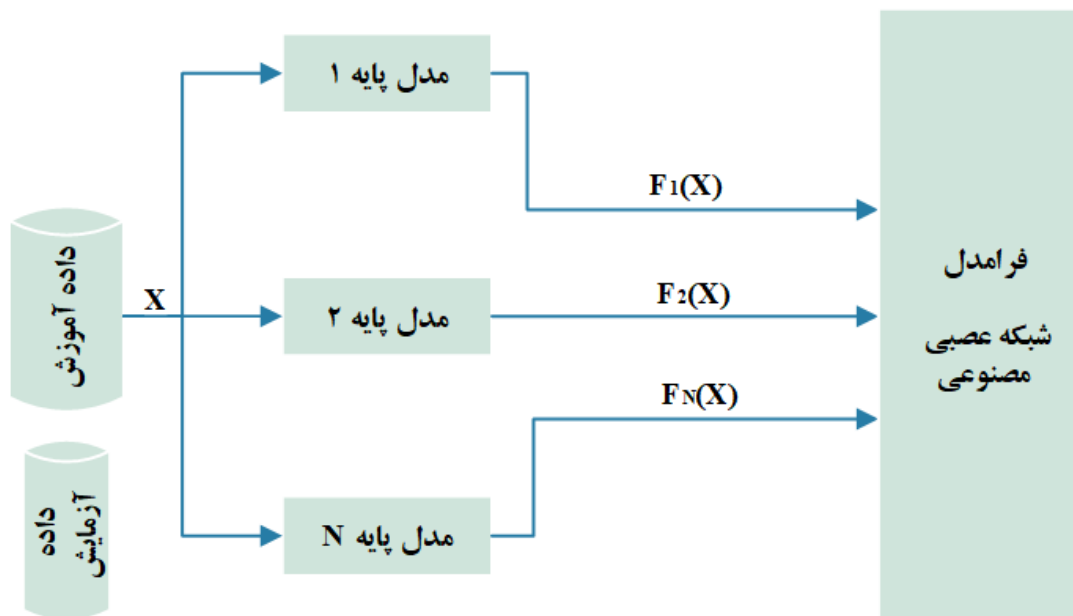 مدل پایه ۱
F1(X)
داده آموزش
X
مدل پایه ۲
F2(X)
فرامدل
شبکه عصبی
مصنوعی
FN(X)
مدل پایه N
داده
آزمایش